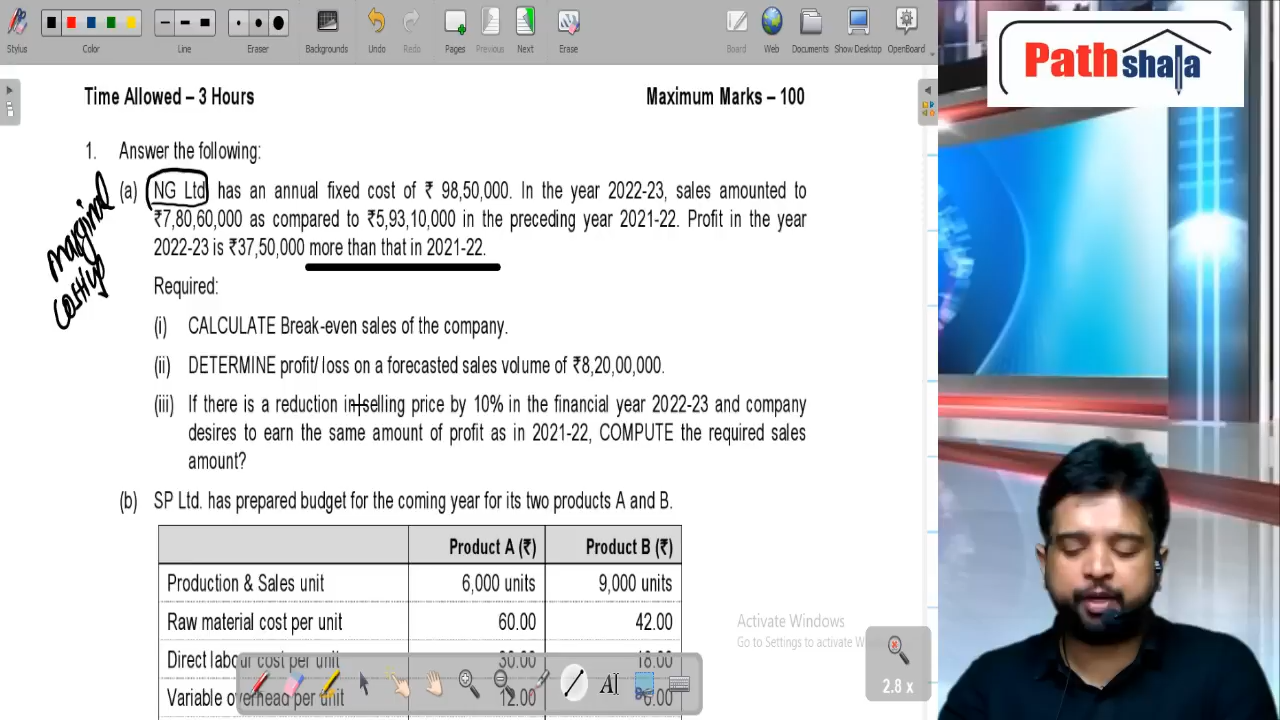 Stylus
Color
Line
Eraser
Backgrounds
Undo
Redo
Pages
Previous
Next
Erase
Board
Web
Documents
Show Desktop
OpenBoard
Path shala
Time Allowed – 3 Hours Maximum Marks – 100
1. Answer the following:
(a) NG Ltd has an annual fixed cost of ₹ 98,50,000. In the year 2022-23, sales amounted to
₹7,80,60,000 as compared to ₹5,93,10,000 in the preceding year 2021-22. Profit in the year
2022-23 is ₹37,50,000 more than that in 2021-22.
Marginal
Costing
Required:
(i) CALCULATE Break-even sales of the company.
(ii) DETERMINE profit/ loss on a forecasted sales volume of ₹8,20,00,000.
(iii) If there is a reduction in selling price by 10% in the financial year 2022-23 and company
desires to earn the same amount of profit as in 2021-22, COMPUTE the required sales
amount?
(b) SP Ltd. has prepared budget for the coming year for its two products A and B.
Product A (₹) Product B (₹)
Production & Sales unit 6,000 units 9,000 units
Raw material cost per unit 60.00 42.00
Direct labour cost per unit 30.00 18.00
Variable overhead per unit 12.00 6.00
Activate Windows
Go to Settings to activate W
2.8 x